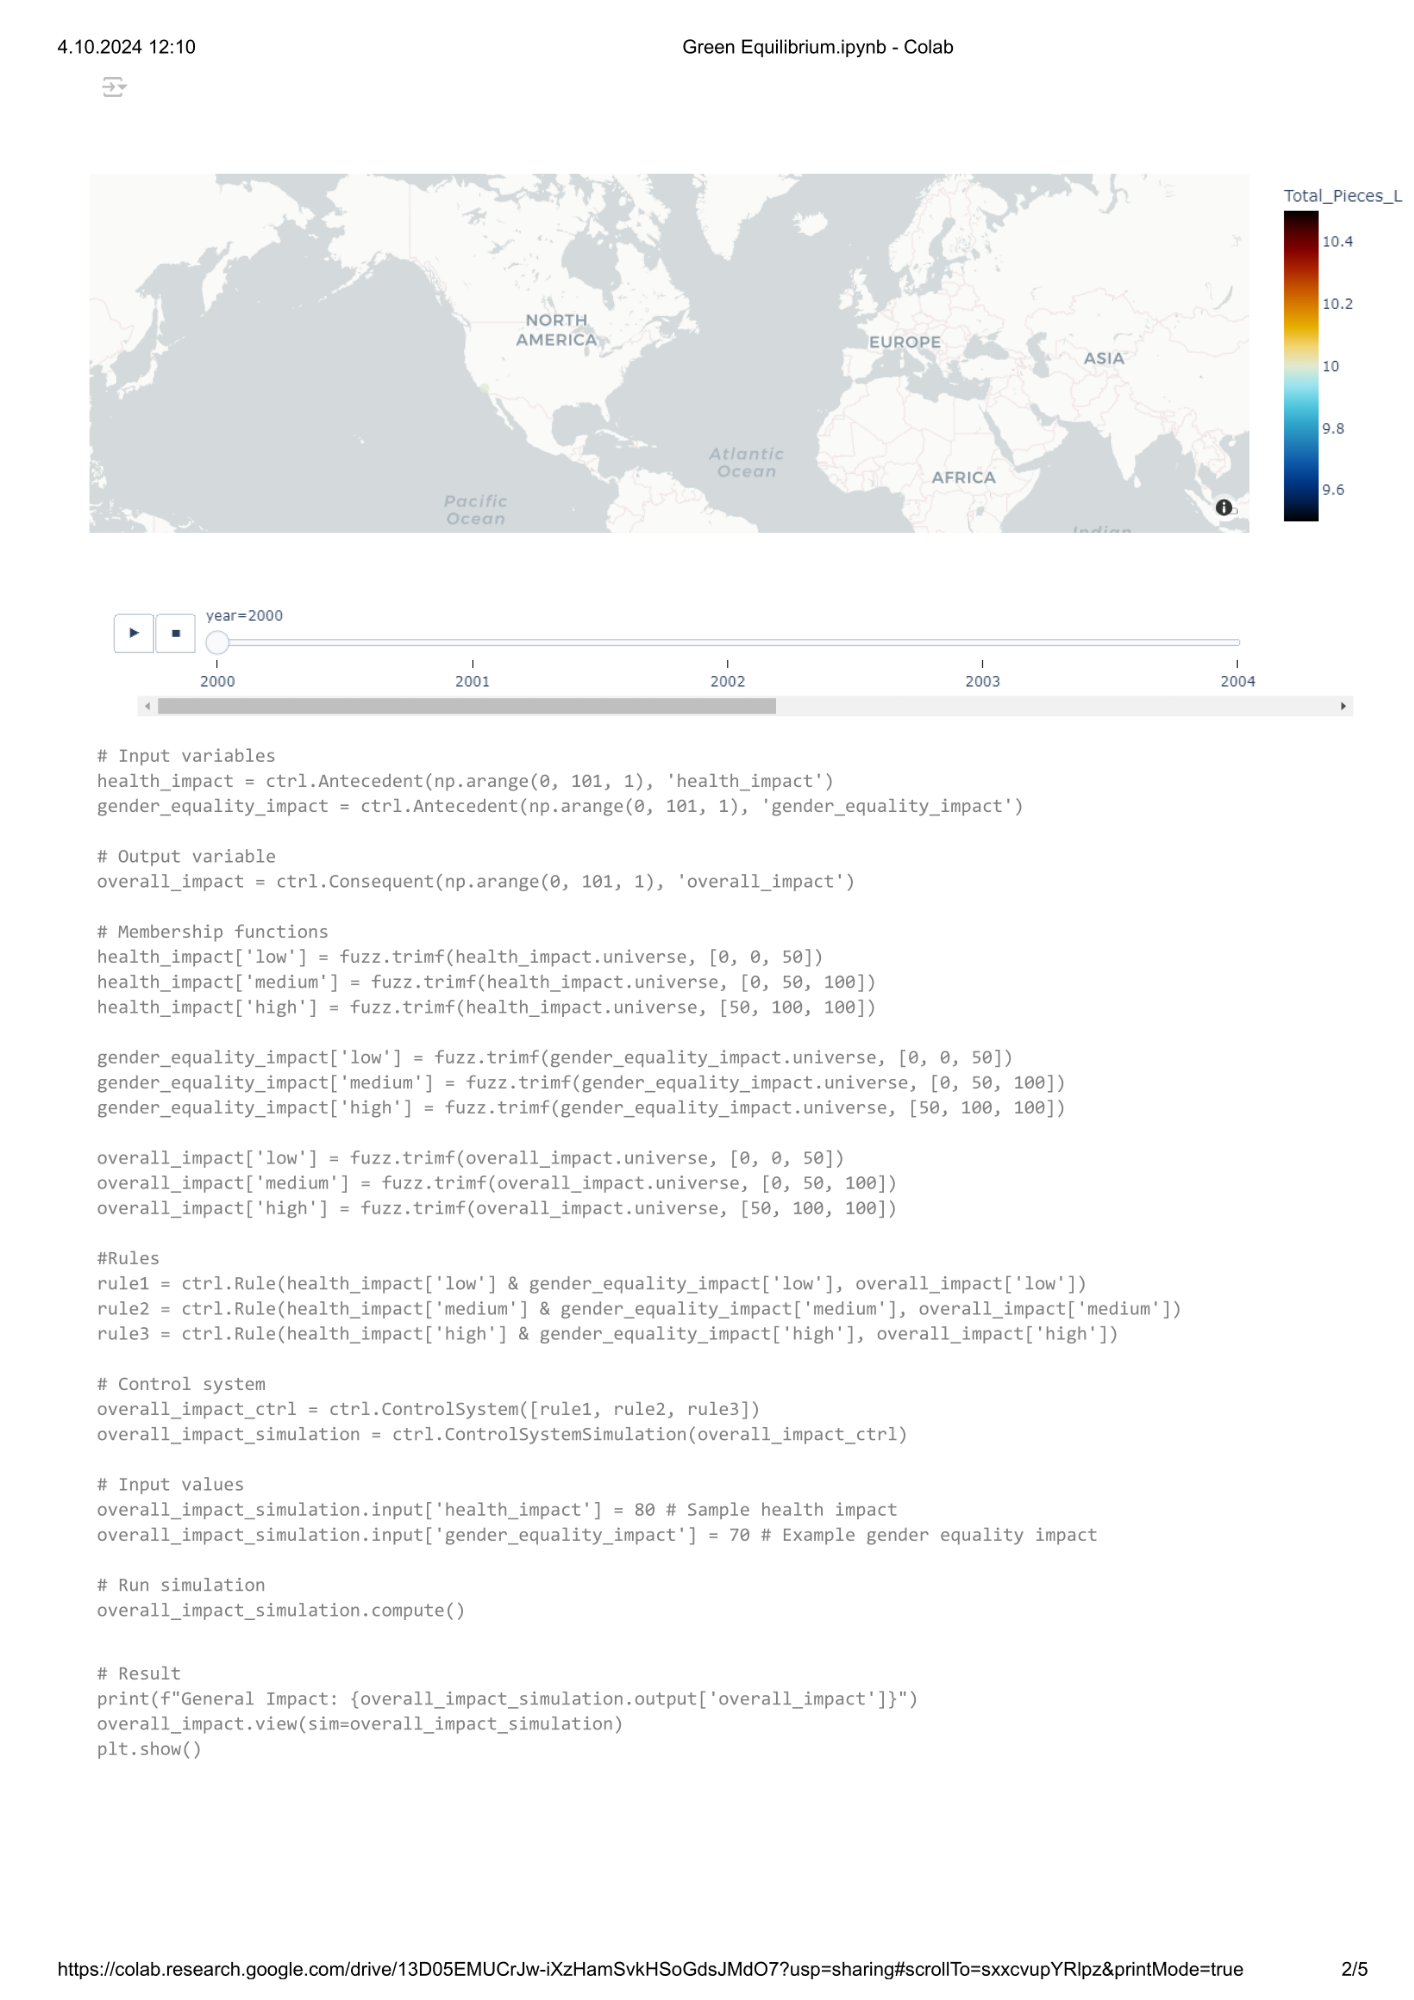 4.10.2024 12:10
Green Equilibrium.ipynb - Colab
Total_Pieces_L
10.4
10.2
10
9.8
9.6
NORTH
AMERICA
EUROPE
ASIA
Atlantic
Ocean
AFRICA
Pacific
Ocean
Indian
year=2000
2000
2001
2002
2003
2004
# Input variables
health_impact = ctrl.Antecedent(np.arange(0, 101, 1), 'health_impact')
gender_equality_impact = ctrl.Antecedent(np.arange(0, 101, 1), 'gender_equality_impact')
# Output variable
overall_impact = ctrl.Consequent(np.arange(0, 101, 1), 'overall_impact')
# Membership functions
health_impact['low'] = fuzz.trimf(health_impact.universe, [0, 0, 50])
health_impact['medium'] = fuzz.trimf(health_impact.universe, [0, 50, 100])
health_impact['high'] = fuzz.trimf(health_impact.universe, [50, 100, 100])
gender_equality_impact['low'] = fuzz.trimf(gender_equality_impact.universe, [0, 0, 50])
gender_equality_impact['medium'] = fuzz.trimf(gender_equality_impact.universe, [0, 50, 100])
gender_equality_impact['high'] = fuzz.trimf(gender_equality_impact.universe, [50, 100, 100])
overall_impact['low'] = fuzz.trimf(overall_impact.universe, [0, 0, 50])
overall_impact['medium'] = fuzz.trimf(overall_impact.universe, [0, 50, 100])
overall_impact['high'] = fuzz.trimf(overall_impact.universe, [50, 100, 100])
#Rules
rule1 = ctrl.Rule(health_impact['low'] & gender_equality_impact['low'], overall_impact['low'])
rule2 = ctrl.Rule(health_impact['medium'] & gender_equality_impact['medium'], overall_impact['medium'])
rule3 = ctrl.Rule(health_impact['high'] & gender_equality_impact['high'], overall_impact['high'])
# Control system
overall_impact_ctrl = ctrl.ControlSystem([rule1, rule2, rule3])
overall_impact_simulation = ctrl.ControlSystemSimulation(overall_impact_ctrl)
# Input values
overall_impact_simulation.input['health_impact'] = 80 # Sample health impact
overall_impact_simulation.input['gender_equality_impact'] = 70 # Example gender equality impact
# Run simulation
overall_impact_simulation.compute()
# Result
print(f"General Impact: {overall_impact_simulation.output['overall_impact']}")
overall_impact.view(sim=overall_impact_simulation)
plt.show()
https://colab.research.google.com/drive/13D05EMUCrJw-iXzHamSvkHSoGdsJMdO7?usp=sharing#scrollTo=sxxcvupYRlpz&printMode=true
2/5